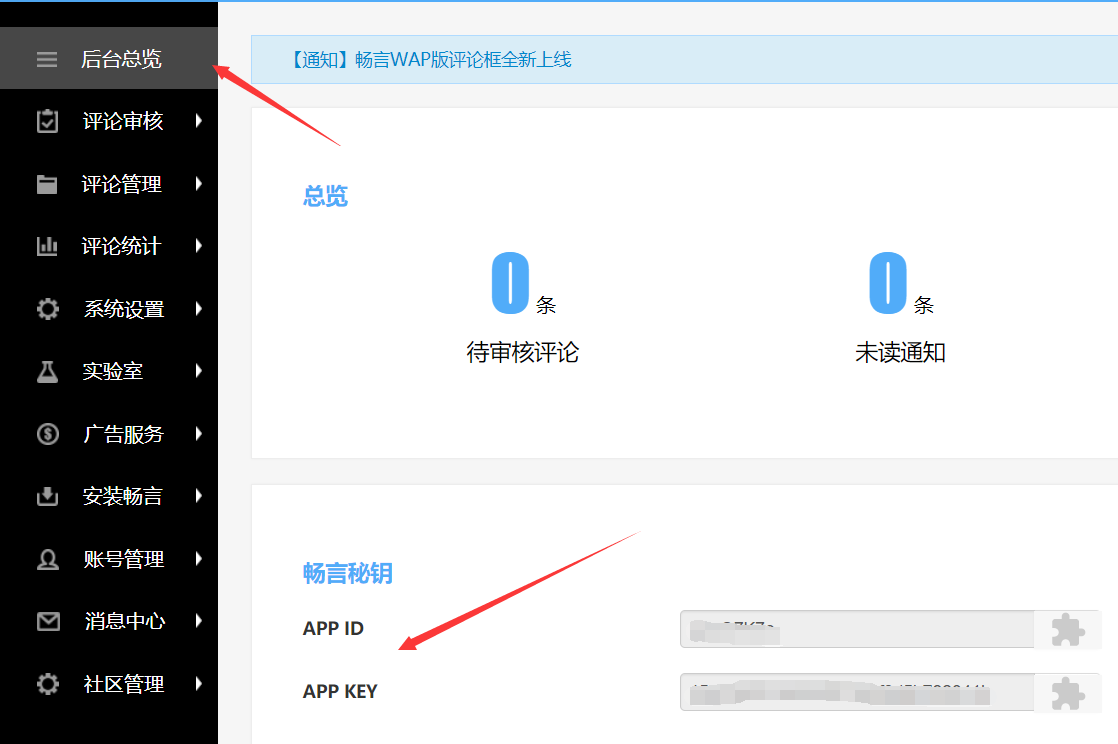 后台总览
评论审核
评论管理
评论统计
系统设置
实验室
广告服务
安装畅言
账号管理
消息中心
社区管理
【通知】畅言WAP版评论框全新上线
总览
0 条
待审核评论
0 条
未读通知
畅言秘钥
APP ID
APP KEY